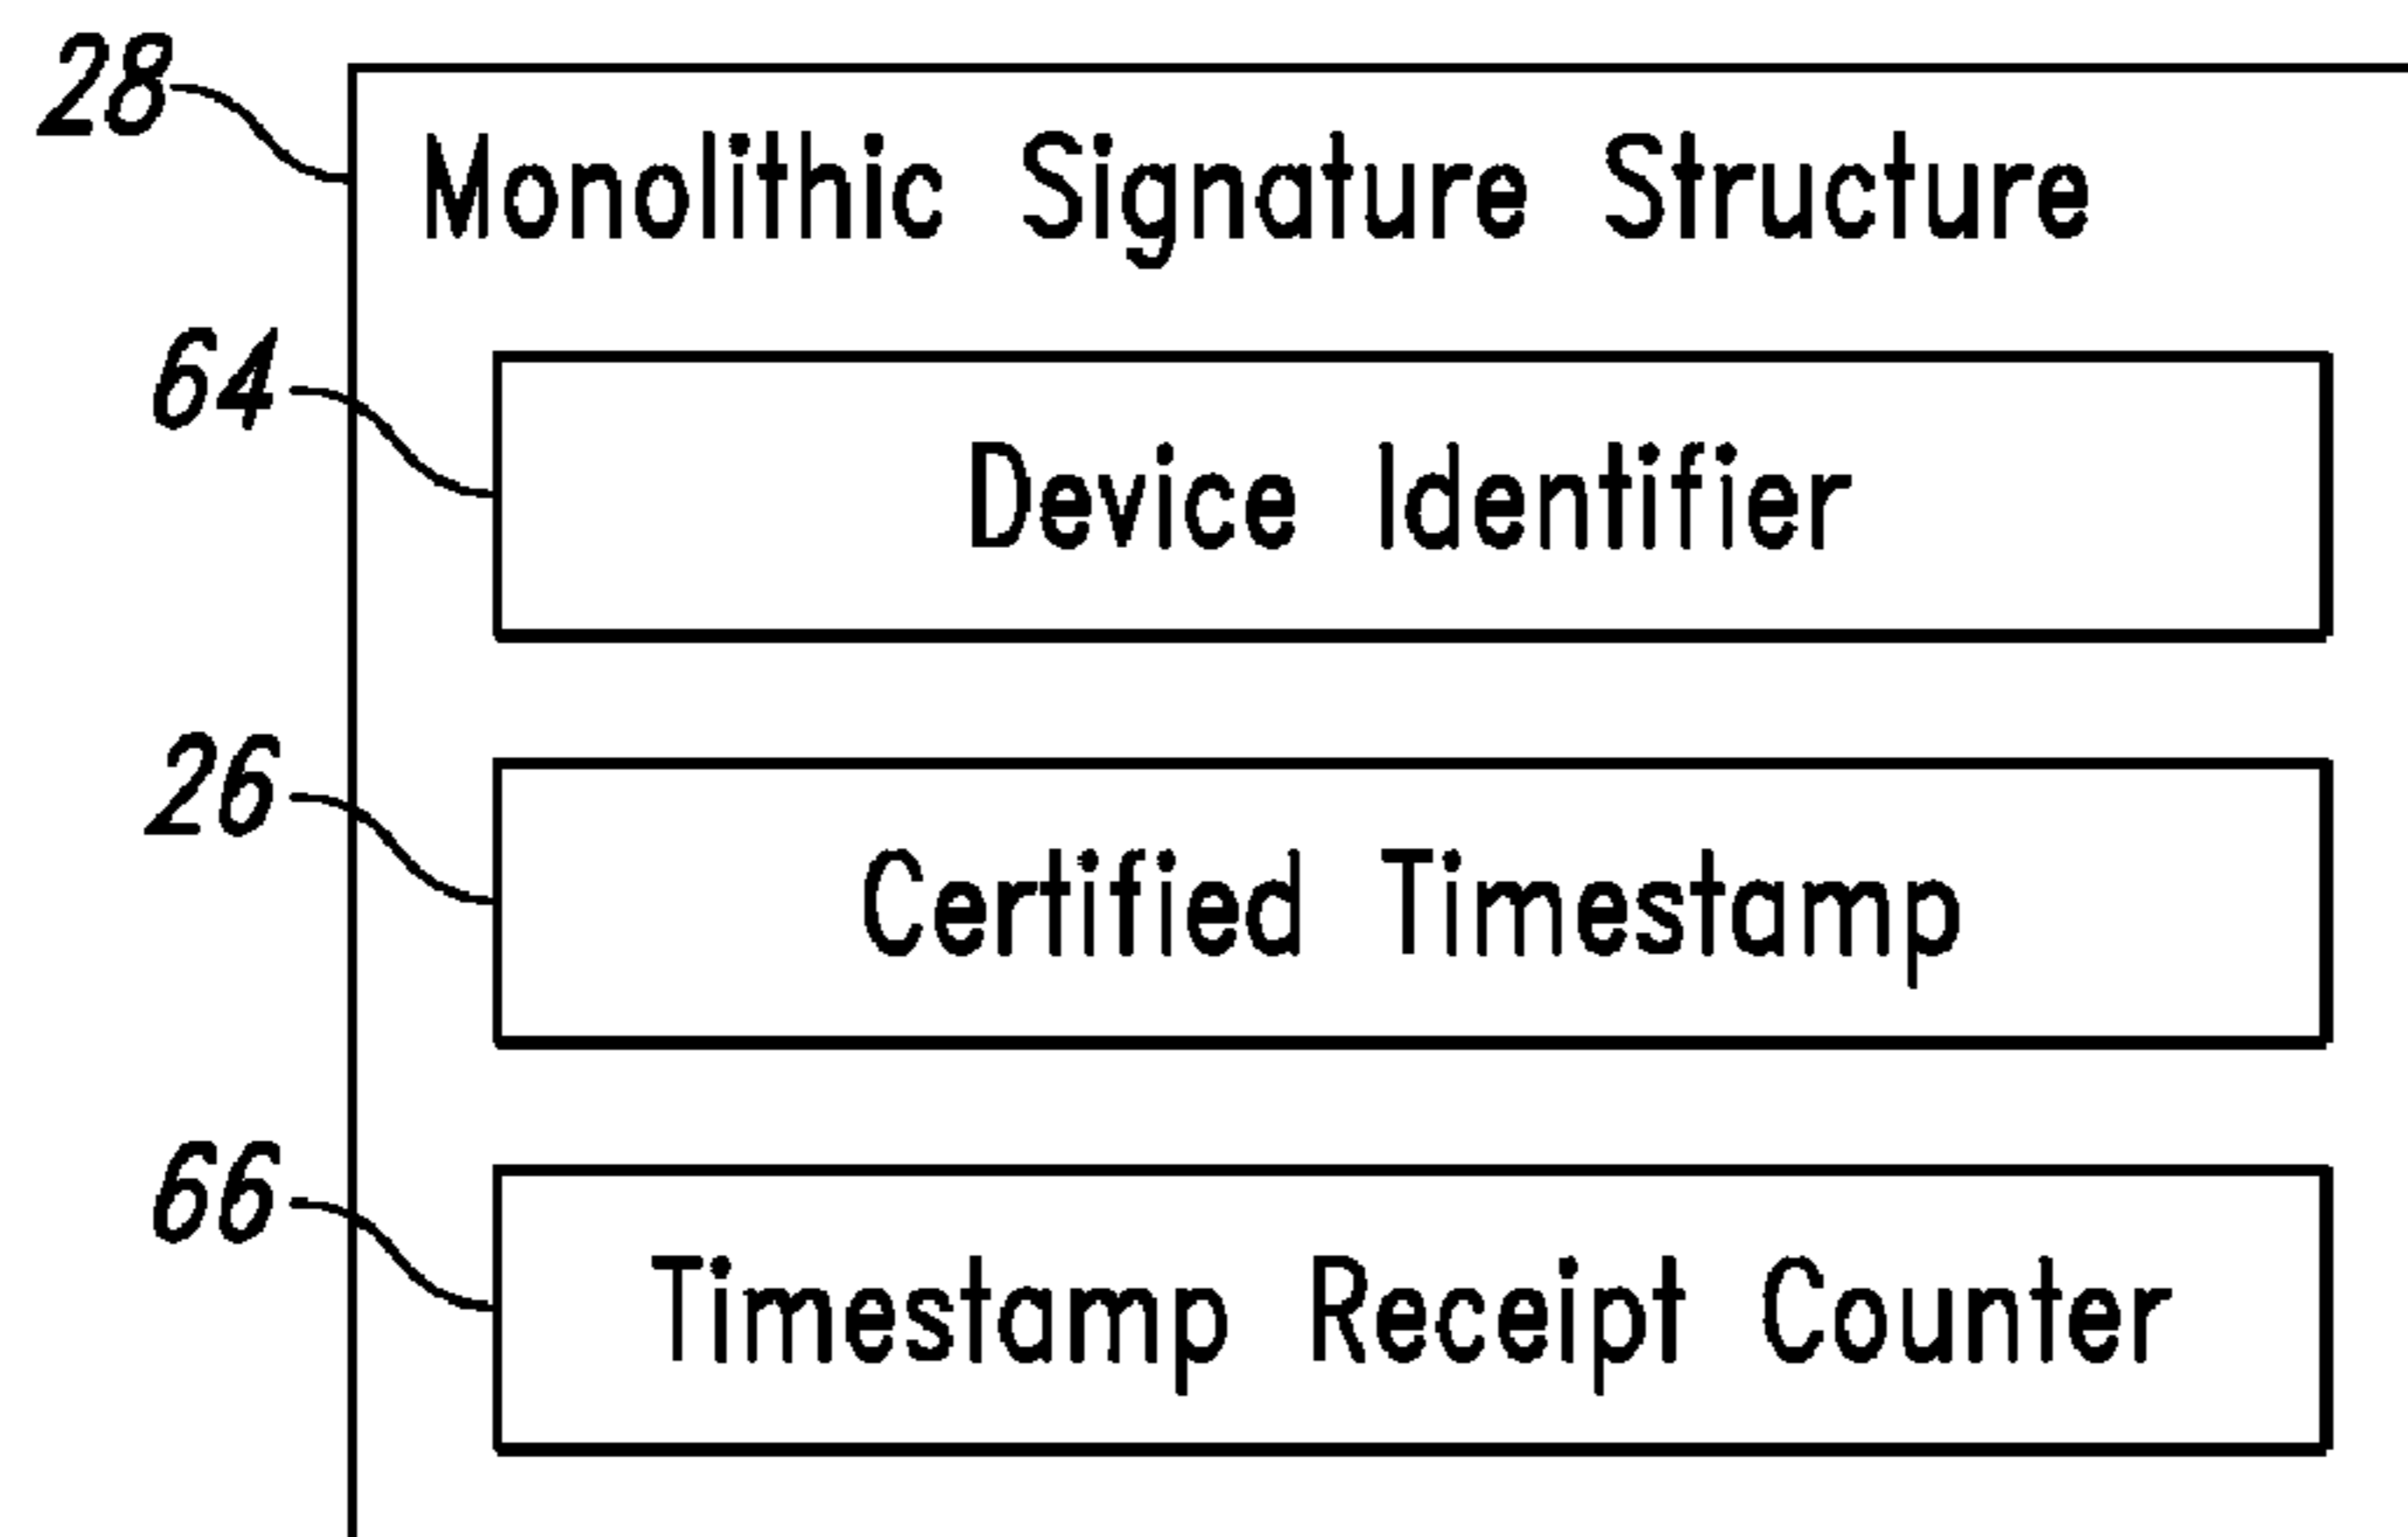 28
Monolithic Signature Structure
64
Device Identifier
26
Certified Timestamp
66
Timestamp Receipt Counter